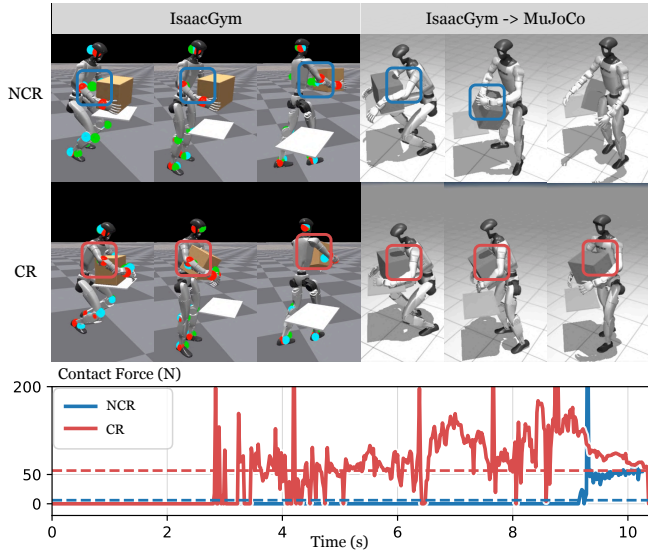 IsaacGym
IsaacGym -> MuJoCo
NCR
CR
Contact Force (N)
200
50
0
NCR
CR
0
2
4
6
8
10
Time (s)